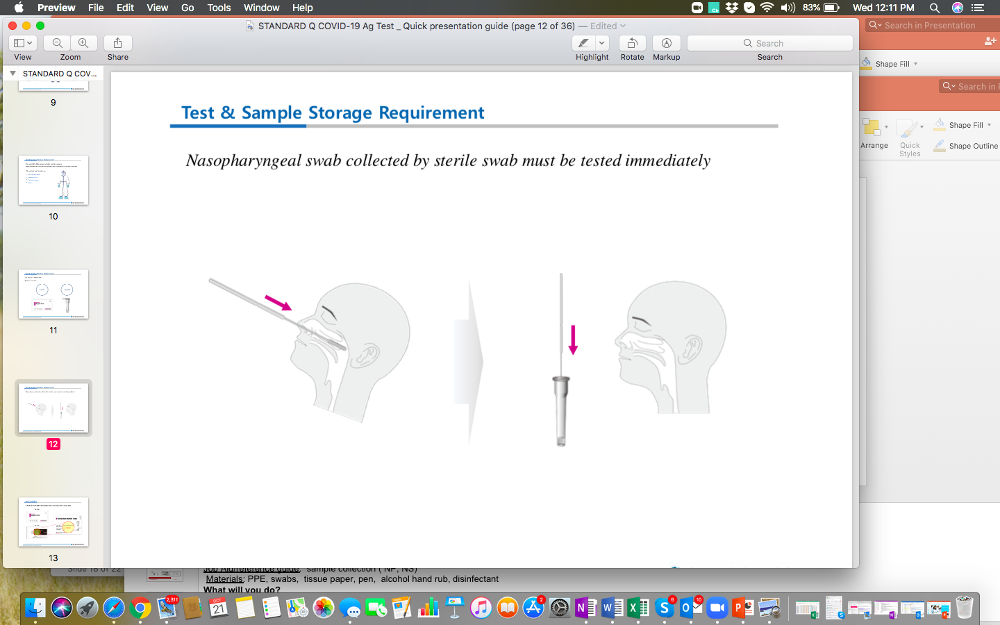 Preview File Edit View Go Tools Window Help
83% Wed 12:11 PM
STANDARD Q COVID-19 Ag Test _ Quick presentation guide (page 12 of 36) — Edited
Search in Presentation
View Zoom Share
Search
Highlight Rotate Markup Search
Shape Fill
STANDARD Q COV...
Search in P
9
10
11
12
13
Test & Sample Storage Requirement
Nasopharyngeal swab collected by sterile swab must be tested immediately
Arrange
Quick Styles
Shape Fill
Shape Outline
Slide 18 of 22
Job Aid/reference guide: sample collection ( NP, NS)
Materials: PPE, swabs, tissue paper, pen, alcohol hand rub, disinfectant
What will you do?
2,311
OCT
21
2
6
10